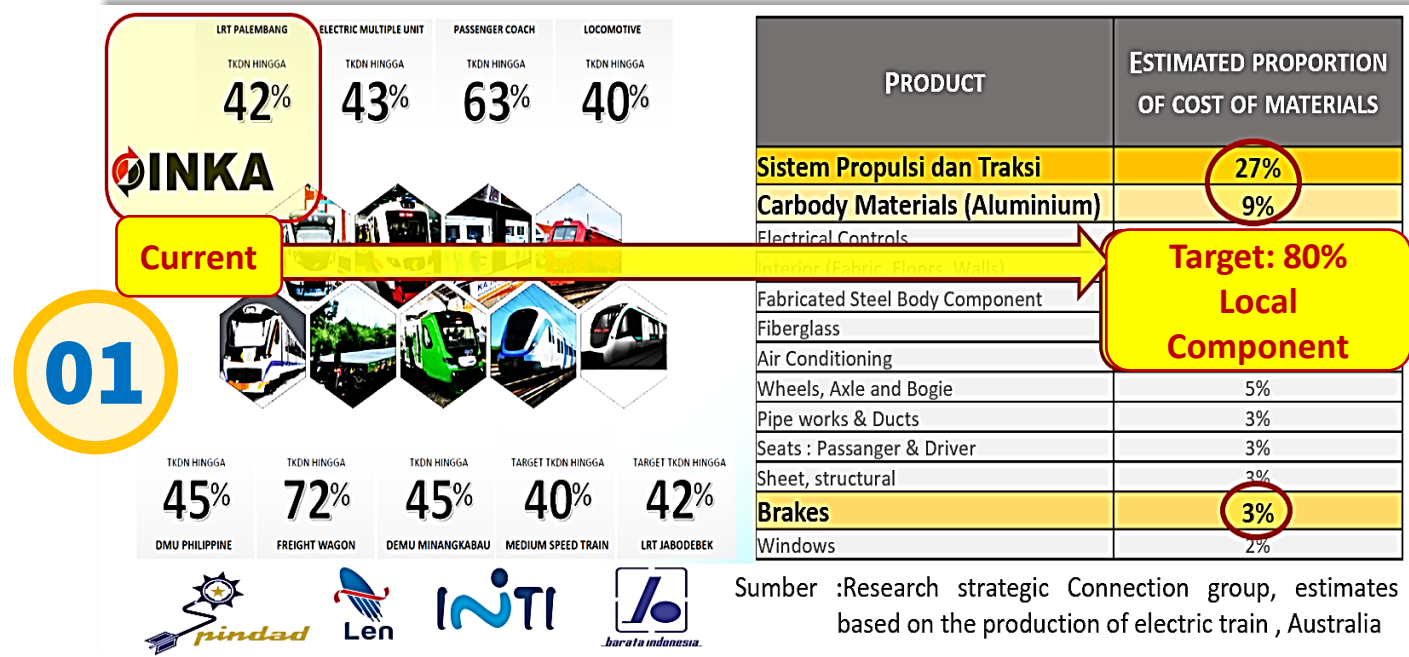 LRT PALEMBANG
TKDN HINGGA
42%
ELECTRIC MULTIPLE UNIT
TKDN HINGGA
43%
PASSENGER COACH
TKDN HINGGA
63%
LOCOMOTIVE
TKDN HINGGA
40%
INKA
Current
01
TKDN HINGGA
45%
DMU PHILIPPINE
TKDN HINGGA
72%
FREIGHT WAGON
TKDN HINGGA
45%
DEMU MINANGKABAU
TARGET TKDN HINGGA
40%
MEDIUM SPEED TRAIN
TARGET TKDN HINGGA
42%
LRT JABODEBEK
pindad
Len
INTI
barata indonesia
PRODUCT
ESTIMATED PROPORTION
OF COST OF MATERIALS
Sistem Propulsi dan Traksi 27%
Carbody Materials (Aluminium) 9%
Electrical Controls
Interior (Fabric, Floors, Walls)
Fabricated Steel Body Component
Fiberglass
Air Conditioning
Target: 80%
Local
Component
Wheels, Axle and Bogie 5%
Pipe works & Ducts 3%
Seats : Passanger & Driver 3%
Sheet, structural 3%
Brakes 3%
Windows 2%
Sumber :Research strategic Connection group, estimates
based on the production of electric train , Australia